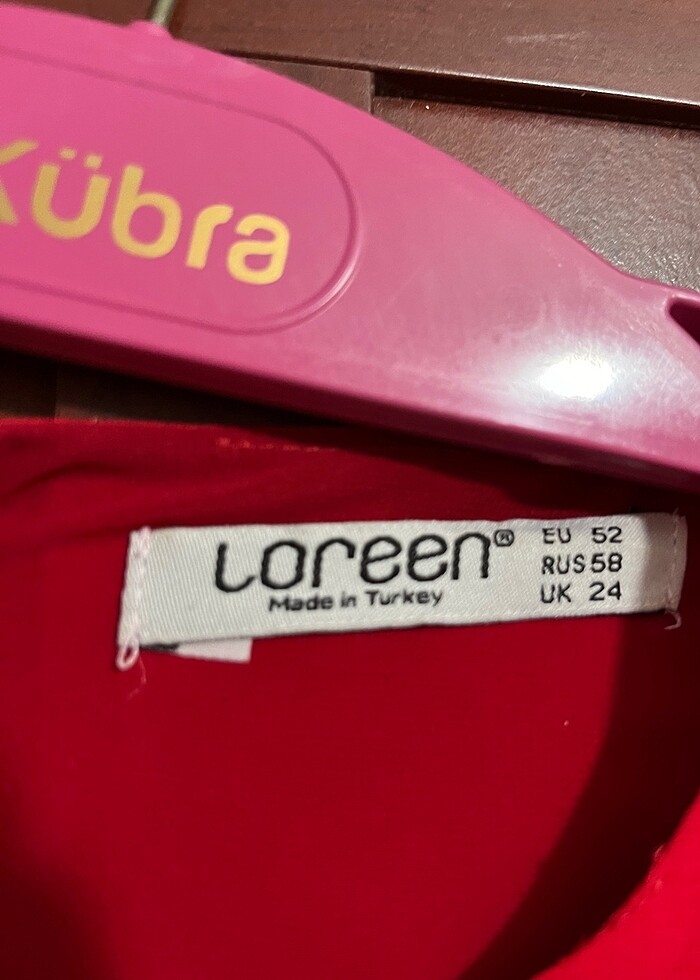 Kübra
Loreen®
Made in Turkey
EU 52
RUS 58
UK 24